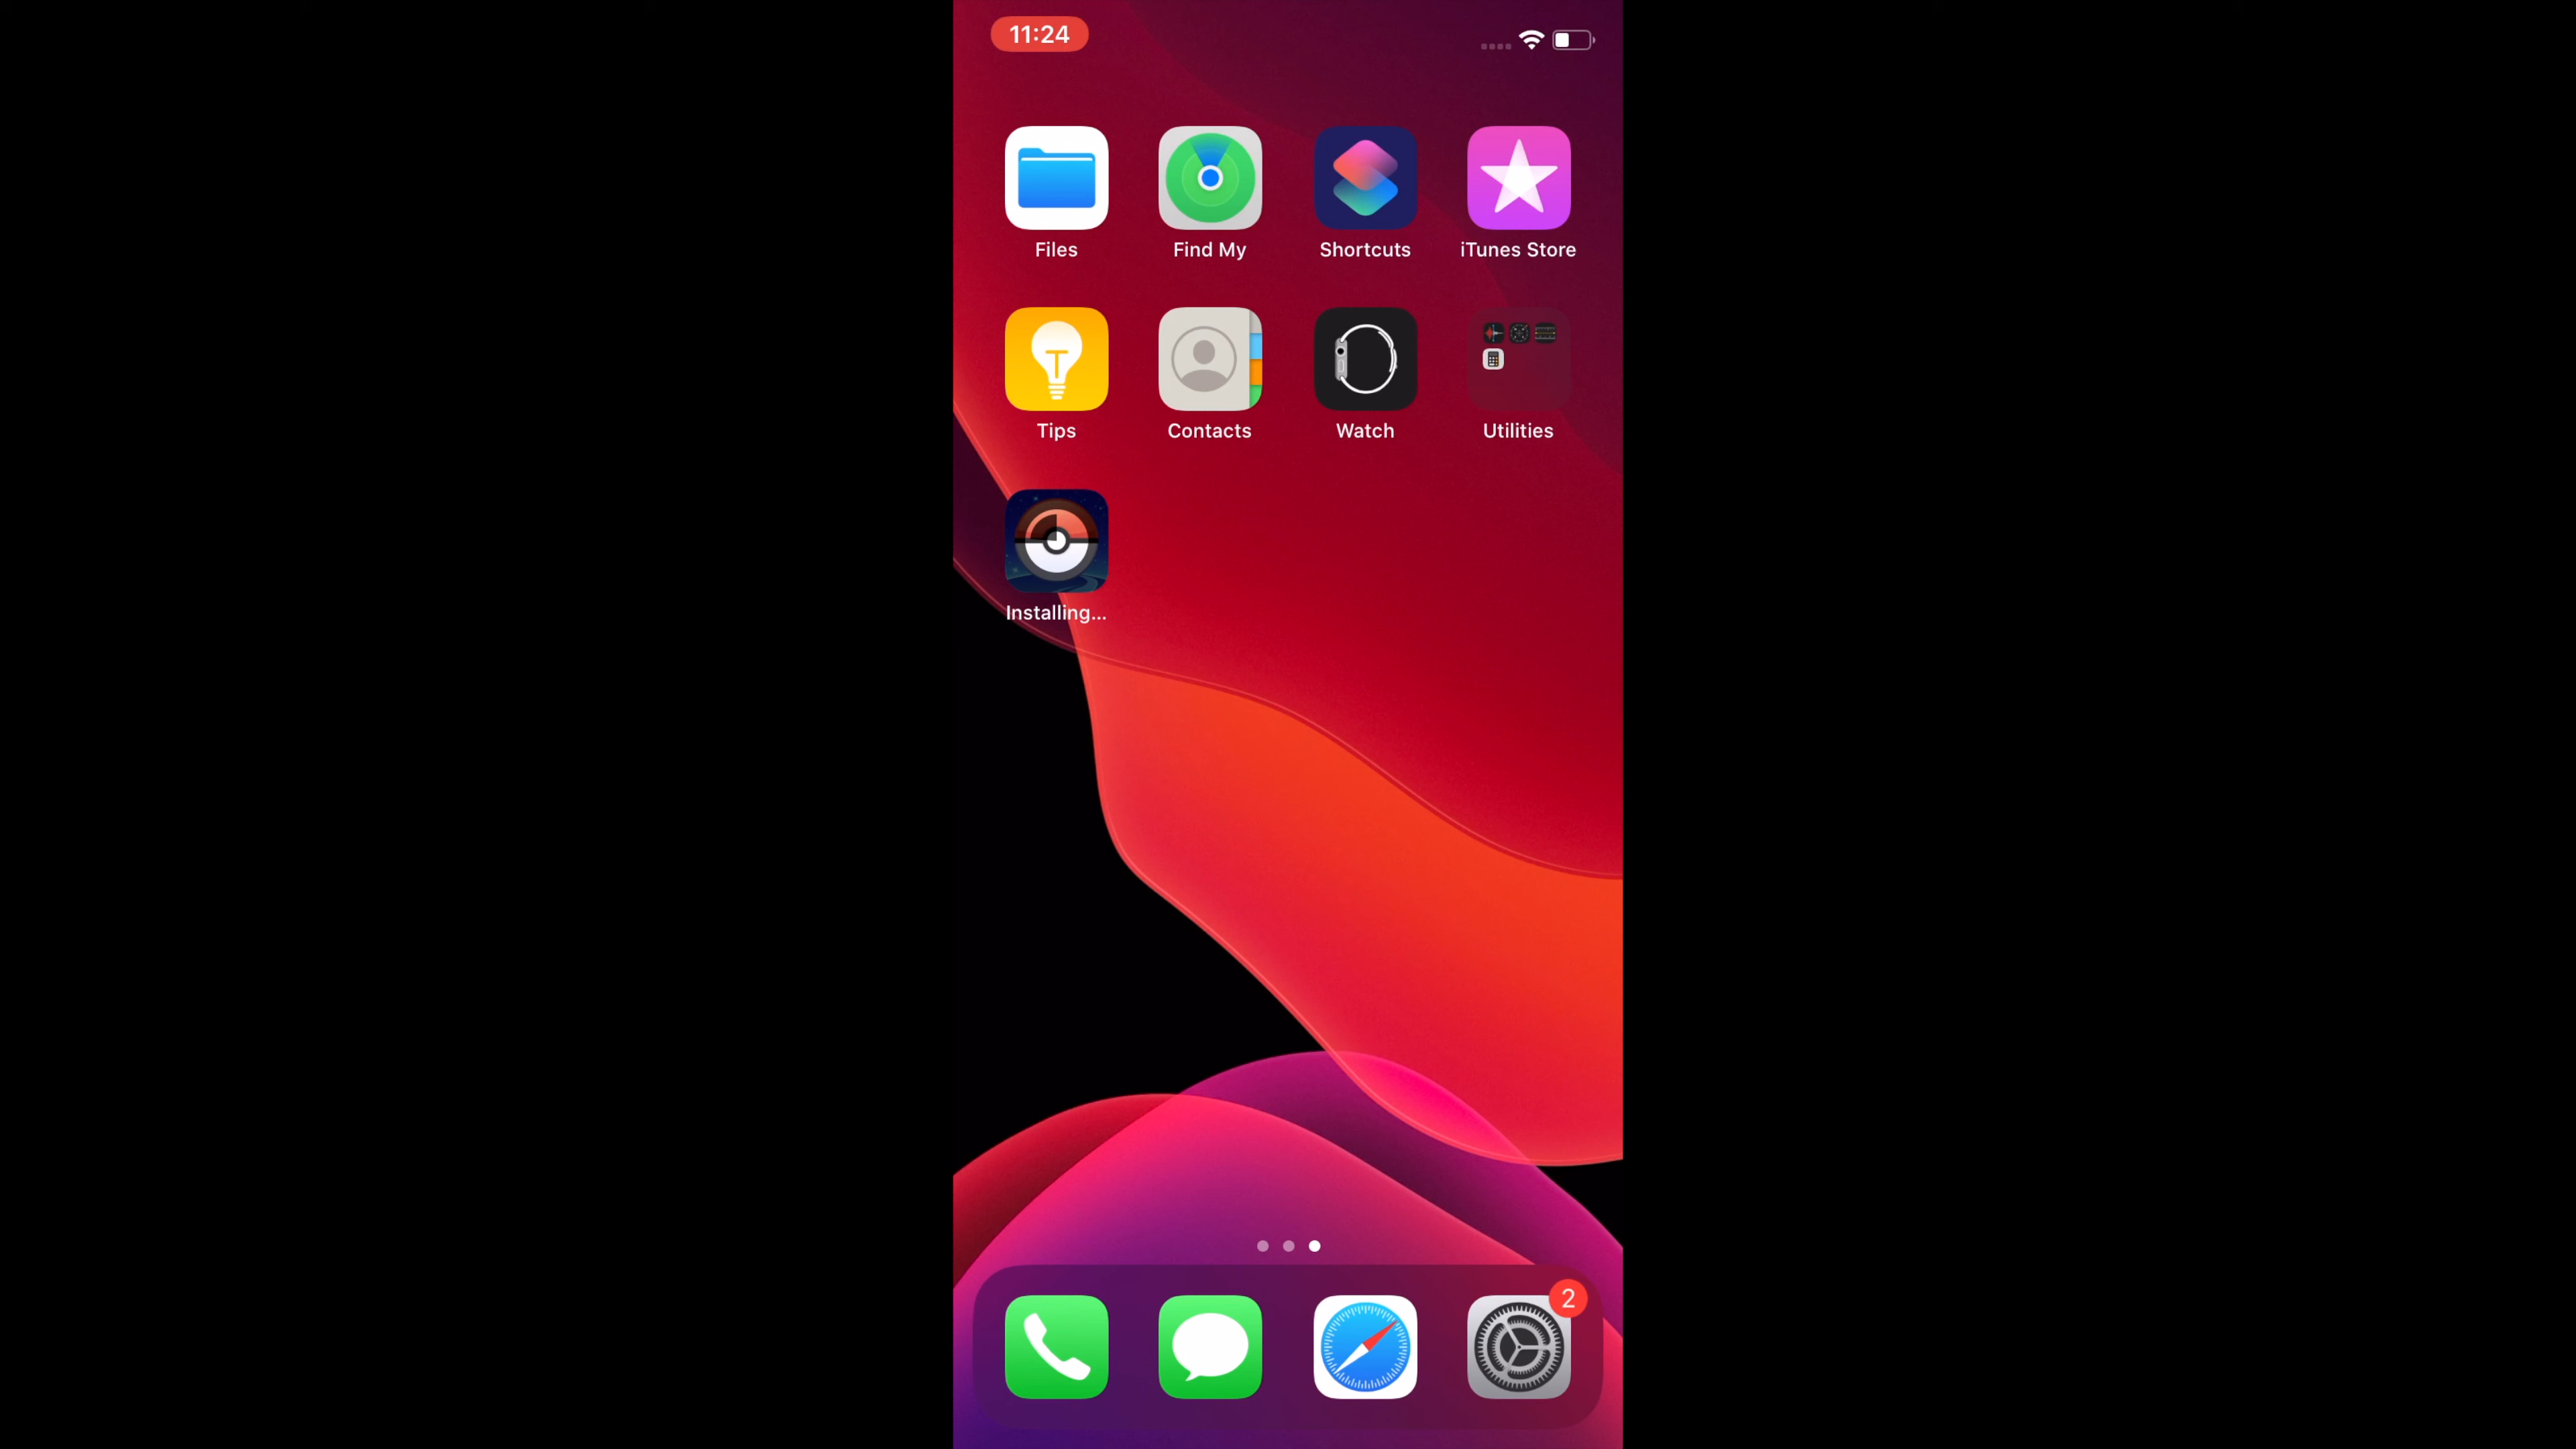 11:24
Files Find My Shortcuts iTunes Store
Tips Contacts Watch Utilities
Installing...
2